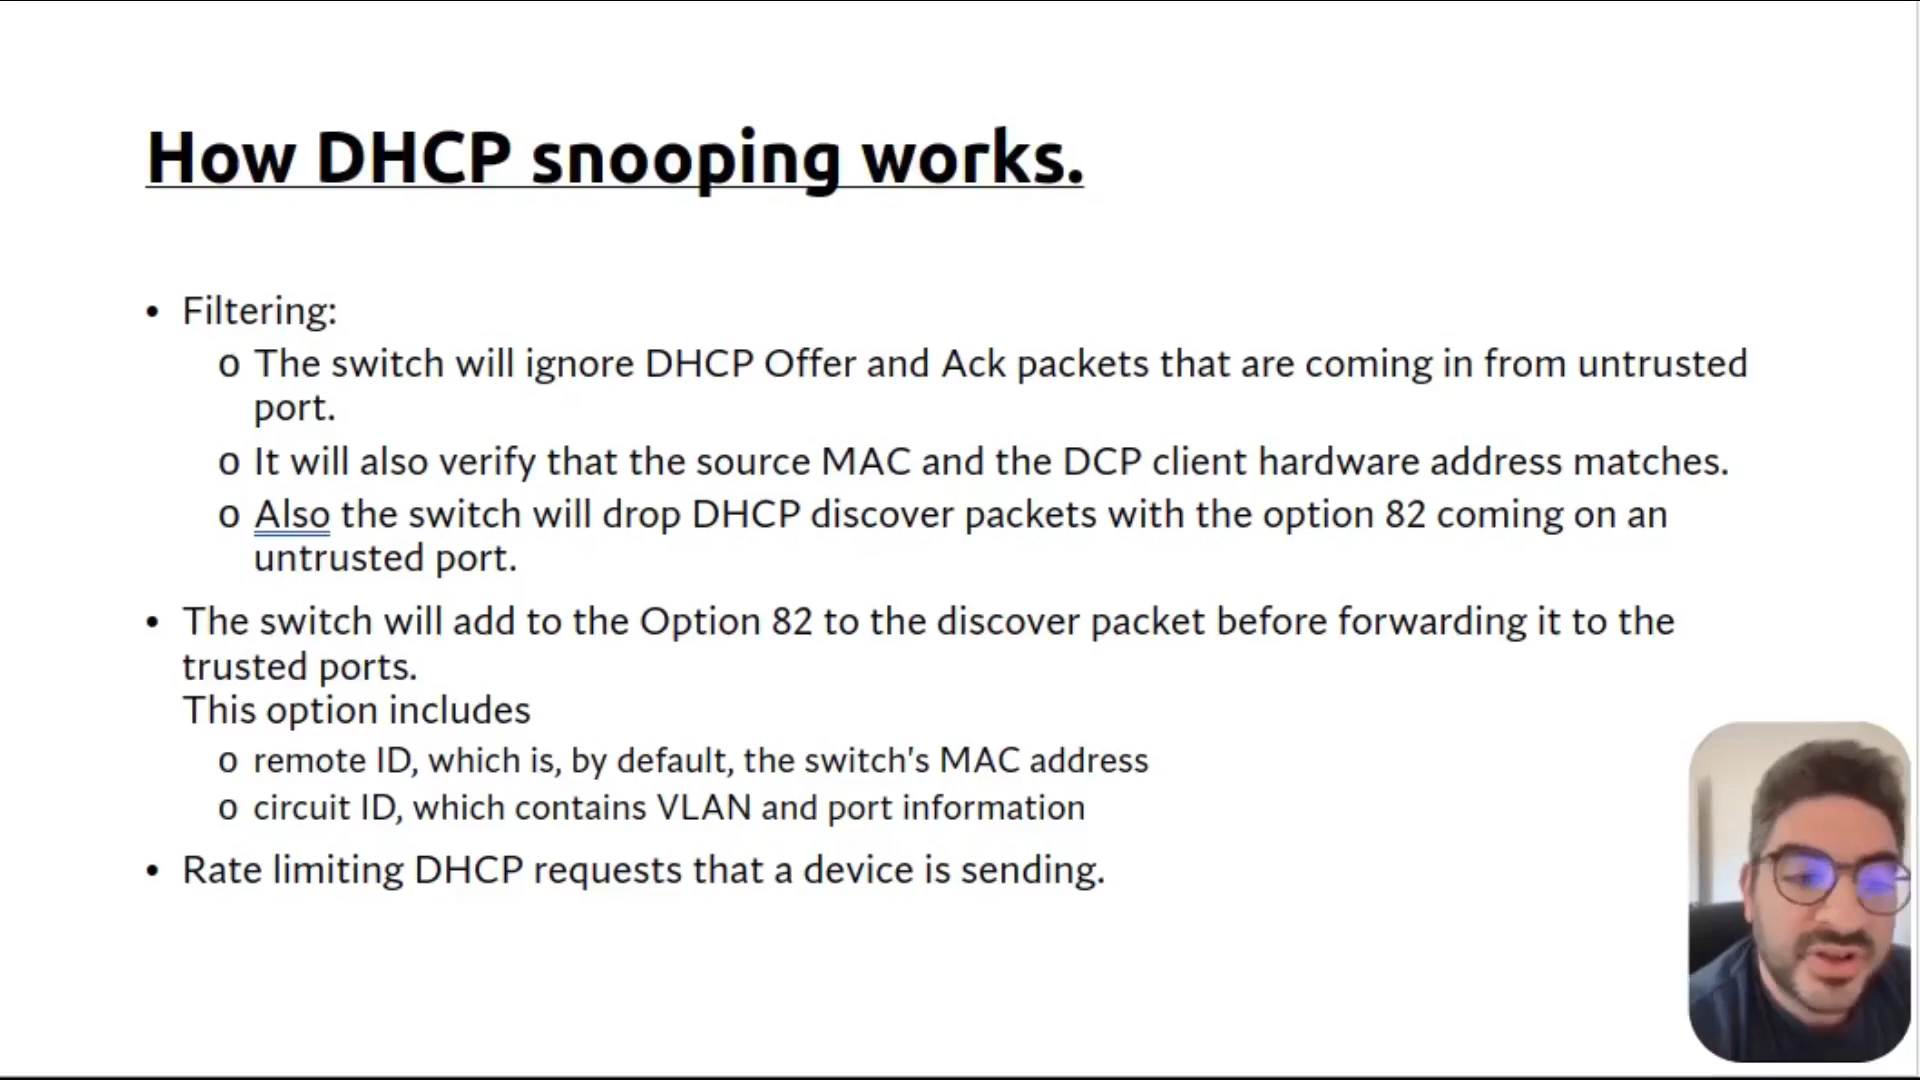 How DHCP snooping works.
• Filtering:
o The switch will ignore DHCP Offer and Ack packets that are coming in from untrusted
port.
o It will also verify that the source MAC and the DCP client hardware address matches.
o Also the switch will drop DHCP discover packets with the option 82 coming on an
untrusted port.
• The switch will add to the Option 82 to the discover packet before forwarding it to the
trusted ports.
This option includes
o remote ID, which is, by default, the switch's MAC address
o circuit ID, which contains VLAN and port information
• Rate limiting DHCP requests that a device is sending.